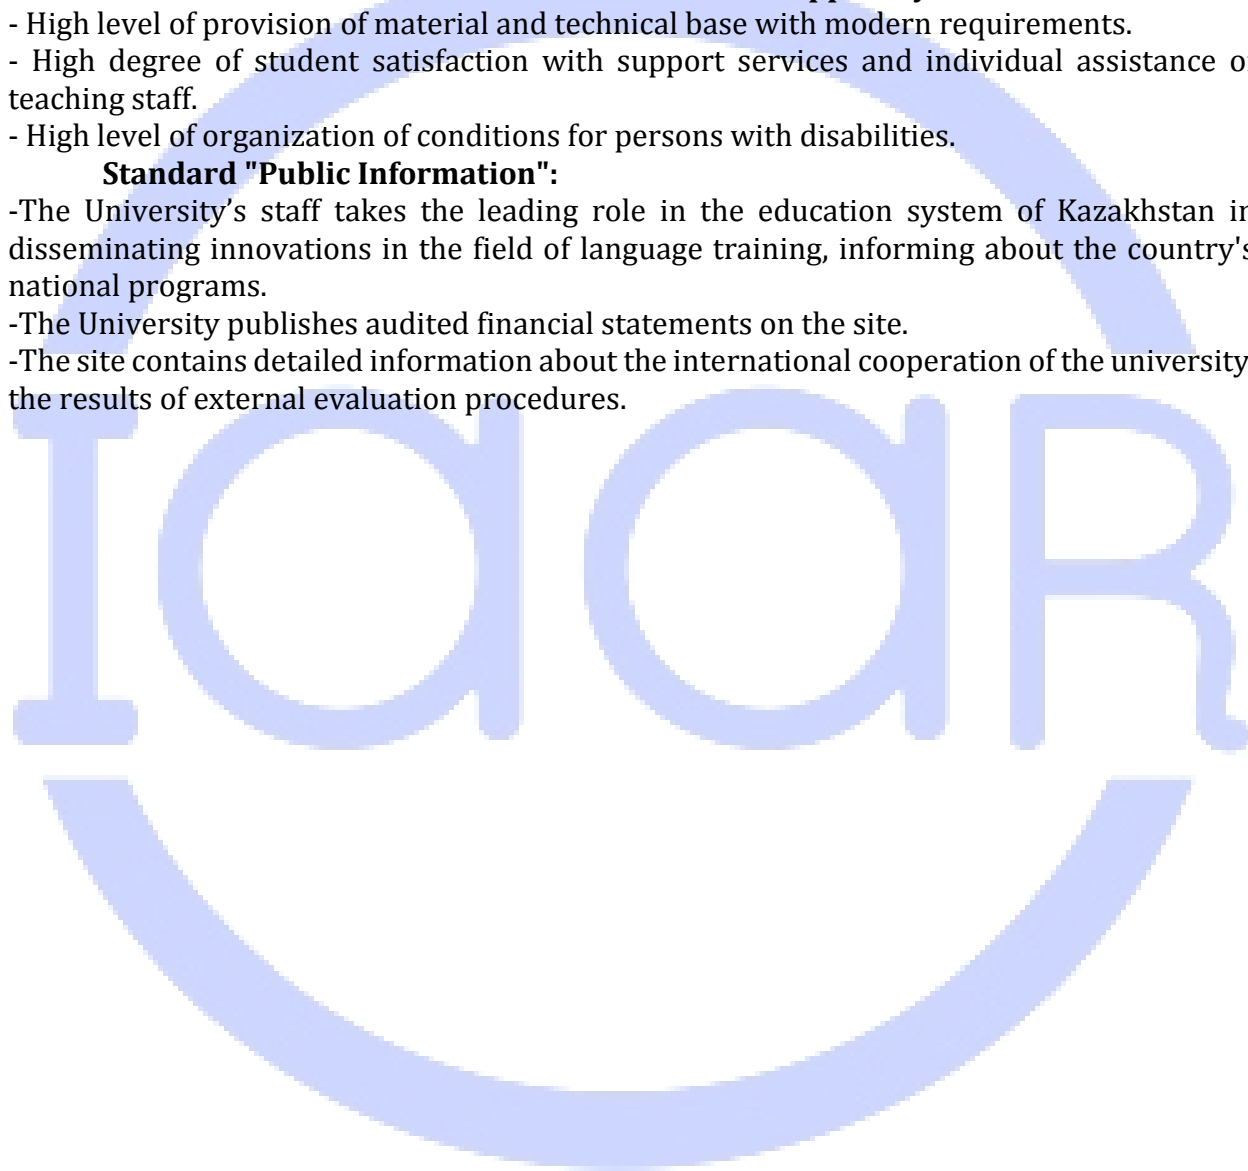 - High level of provision of material and technical base with modern requirements.
- High degree of student satisfaction with support services and individual assistance of
teaching staff.
- High level of organization of conditions for persons with disabilities.
Standard "Public Information":
-The University’s staff takes the leading role in the education system of Kazakhstan in
disseminating innovations in the field of language training, informing about the country's
national programs.
-The University publishes audited financial statements on the site.
-The site contains detailed information about the international cooperation of the university
the results of external evaluation procedures.
IaaR